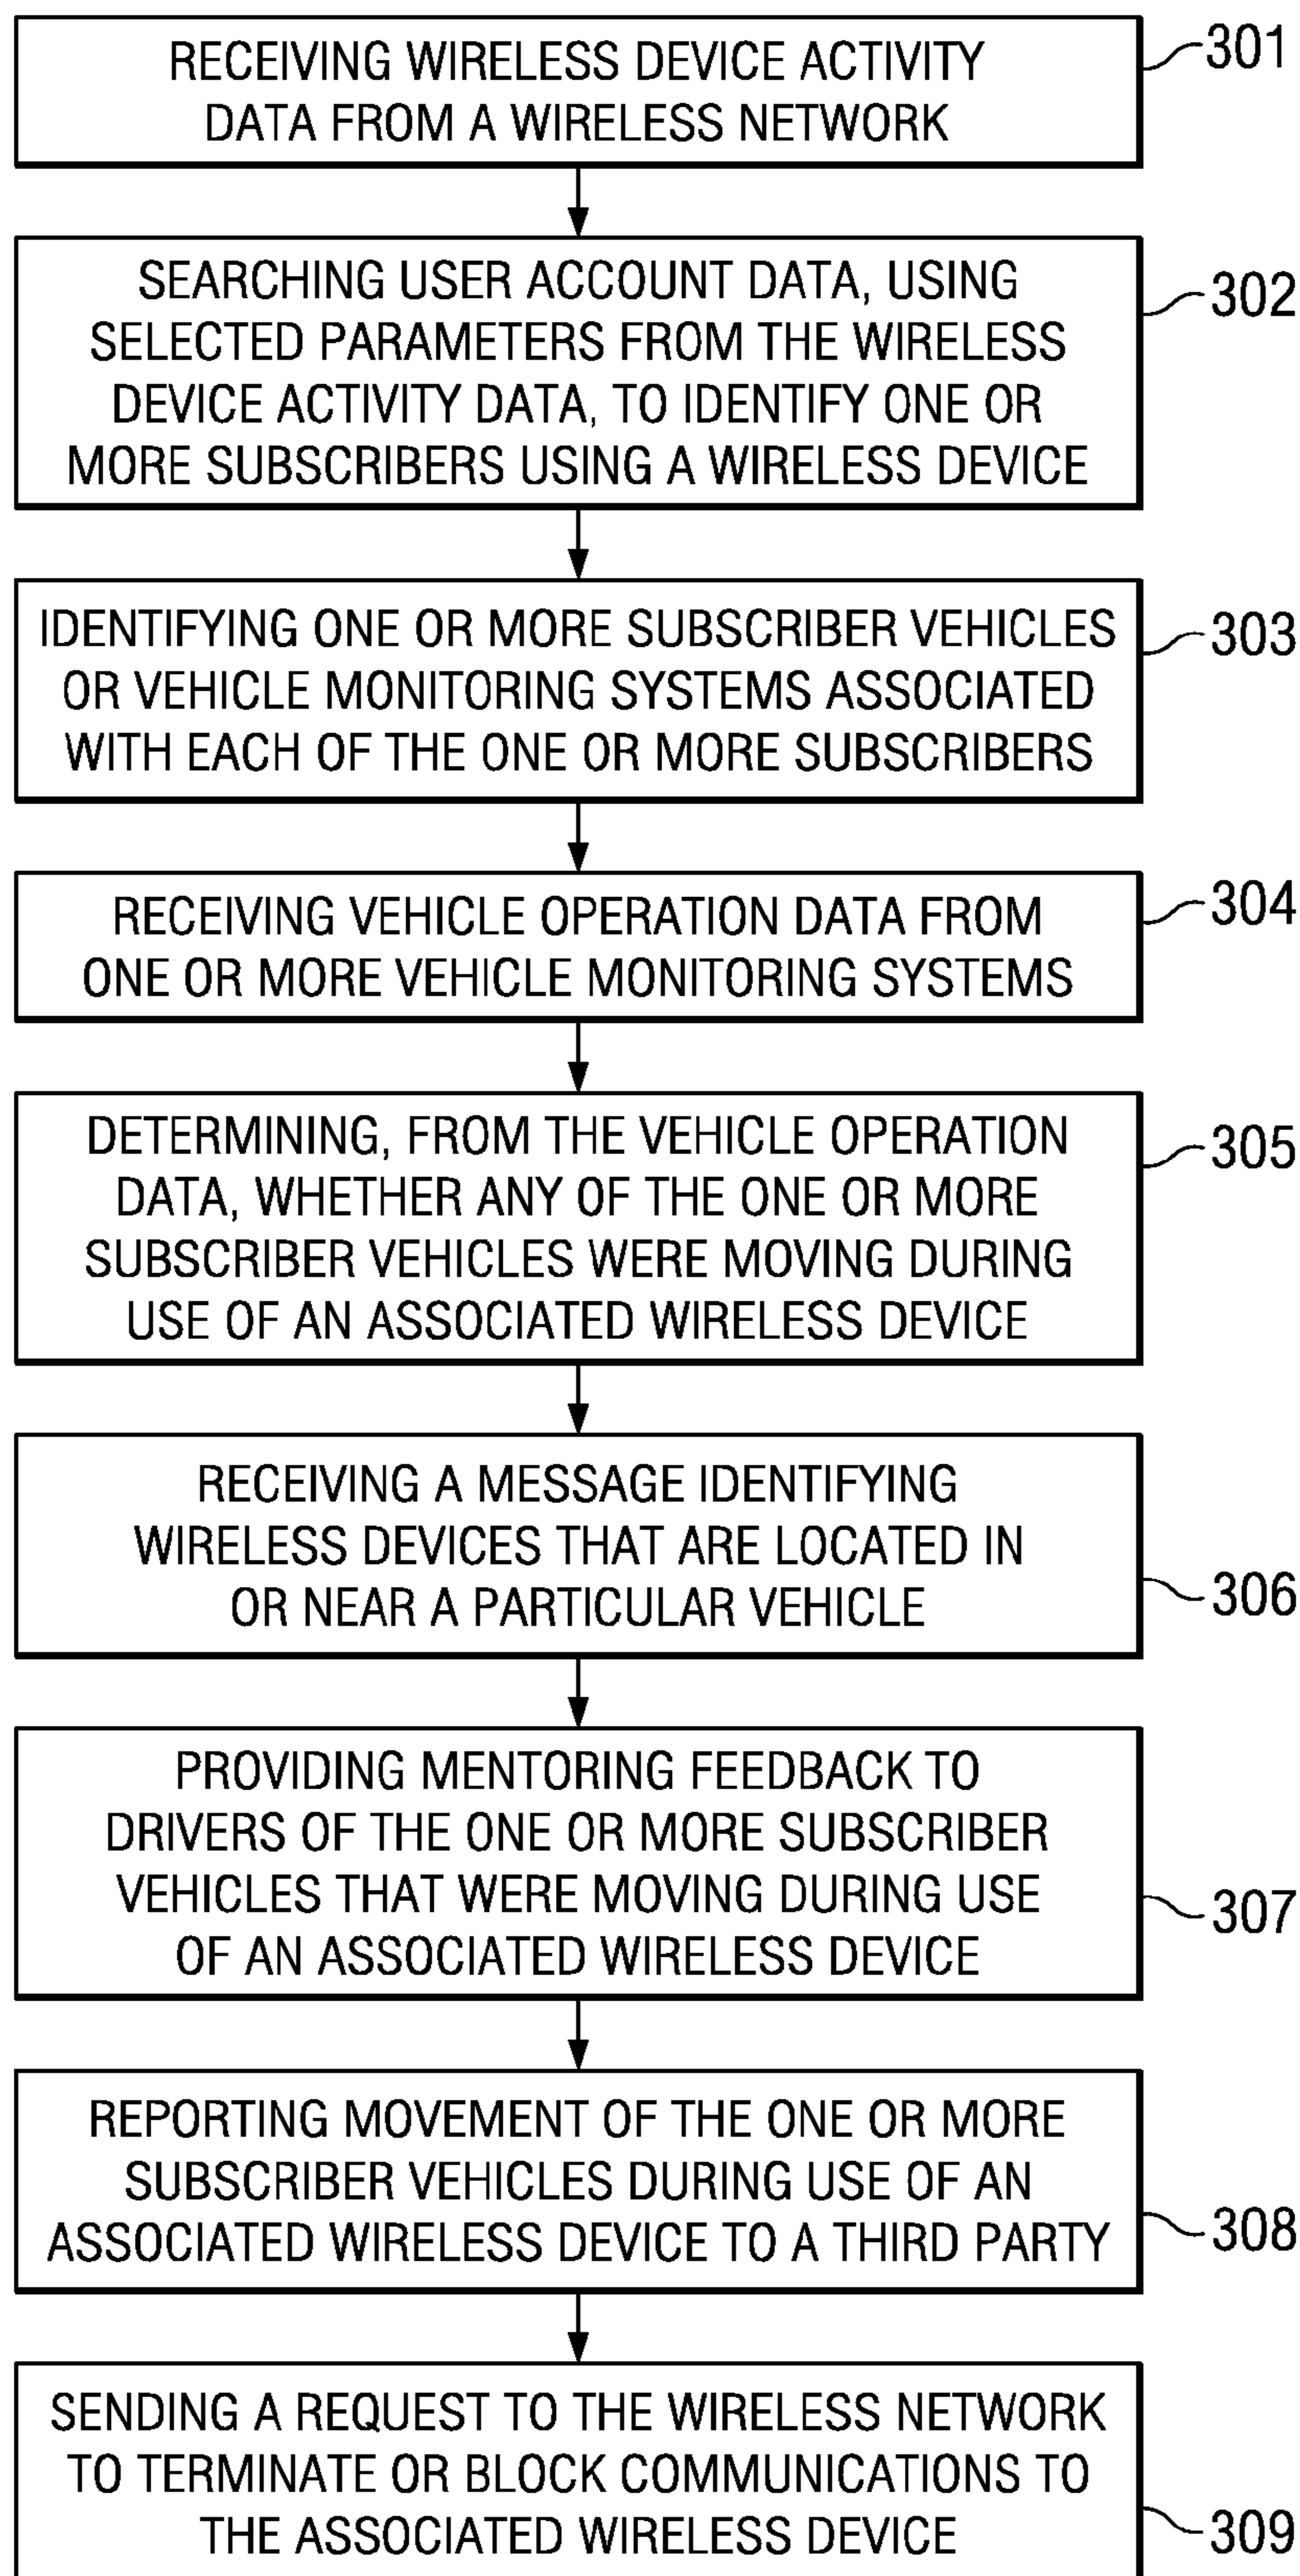 RECEIVING WIRELESS DEVICE ACTIVITY
DATA FROM A WIRELESS NETWORK
301
SEARCHING USER ACCOUNT DATA, USING
SELECTED PARAMETERS FROM THE WIRELESS
DEVICE ACTIVITY DATA, TO IDENTIFY ONE OR
MORE SUBSCRIBERS USING A WIRELESS DEVICE
302
IDENTIFYING ONE OR MORE SUBSCRIBER VEHICLES
OR VEHICLE MONITORING SYSTEMS ASSOCIATED
WITH EACH OF THE ONE OR MORE SUBSCRIBERS
303
RECEIVING VEHICLE OPERATION DATA FROM
ONE OR MORE VEHICLE MONITORING SYSTEMS
304
DETERMINING, FROM THE VEHICLE OPERATION
DATA, WHETHER ANY OF THE ONE OR MORE
SUBSCRIBER VEHICLES WERE MOVING DURING
USE OF AN ASSOCIATED WIRELESS DEVICE
305
RECEIVING A MESSAGE IDENTIFYING
WIRELESS DEVICES THAT ARE LOCATED IN
OR NEAR A PARTICULAR VEHICLE
306
PROVIDING MENTORING FEEDBACK TO
DRIVERS OF THE ONE OR MORE SUBSCRIBER
VEHICLES THAT WERE MOVING DURING USE
OF AN ASSOCIATED WIRELESS DEVICE
307
REPORTING MOVEMENT OF THE ONE OR MORE
SUBSCRIBER VEHICLES DURING USE OF AN
ASSOCIATED WIRELESS DEVICE TO A THIRD PARTY
308
SENDING A REQUEST TO THE WIRELESS NETWORK
TO TERMINATE OR BLOCK COMMUNICATIONS TO
THE ASSOCIATED WIRELESS DEVICE
309